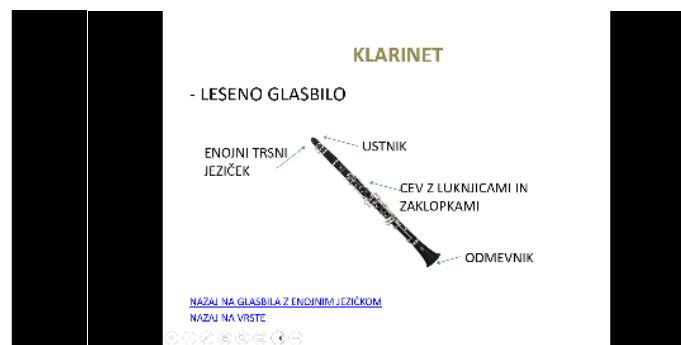 KLARINET
- LESENO GLASBILO
ENOJNI TRSNI
JEZIČEK
USTNIK
CEV Z LUKNJICAMI IN
ZAKLOPKAMI
ODMEVNIK
NAZAJ NA GLASBILA Z ENOJNIM JEZIČKOM
NAZAJ NA VRSTE